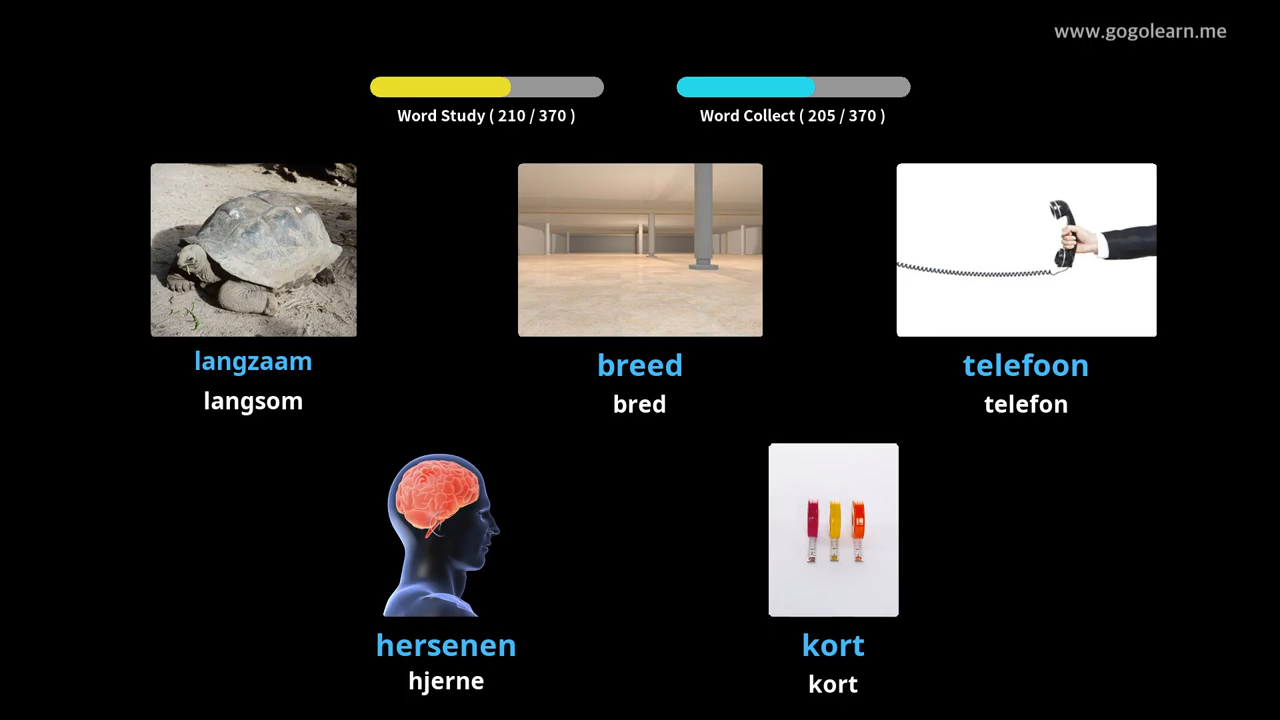 www.gogolearn.me
Word Study ( 210 / 370 )
Word Collect ( 205 / 370 )
langzaam
langsom
breed
bred
telefoon
telefon
hersenen
hjerne
kort
kort